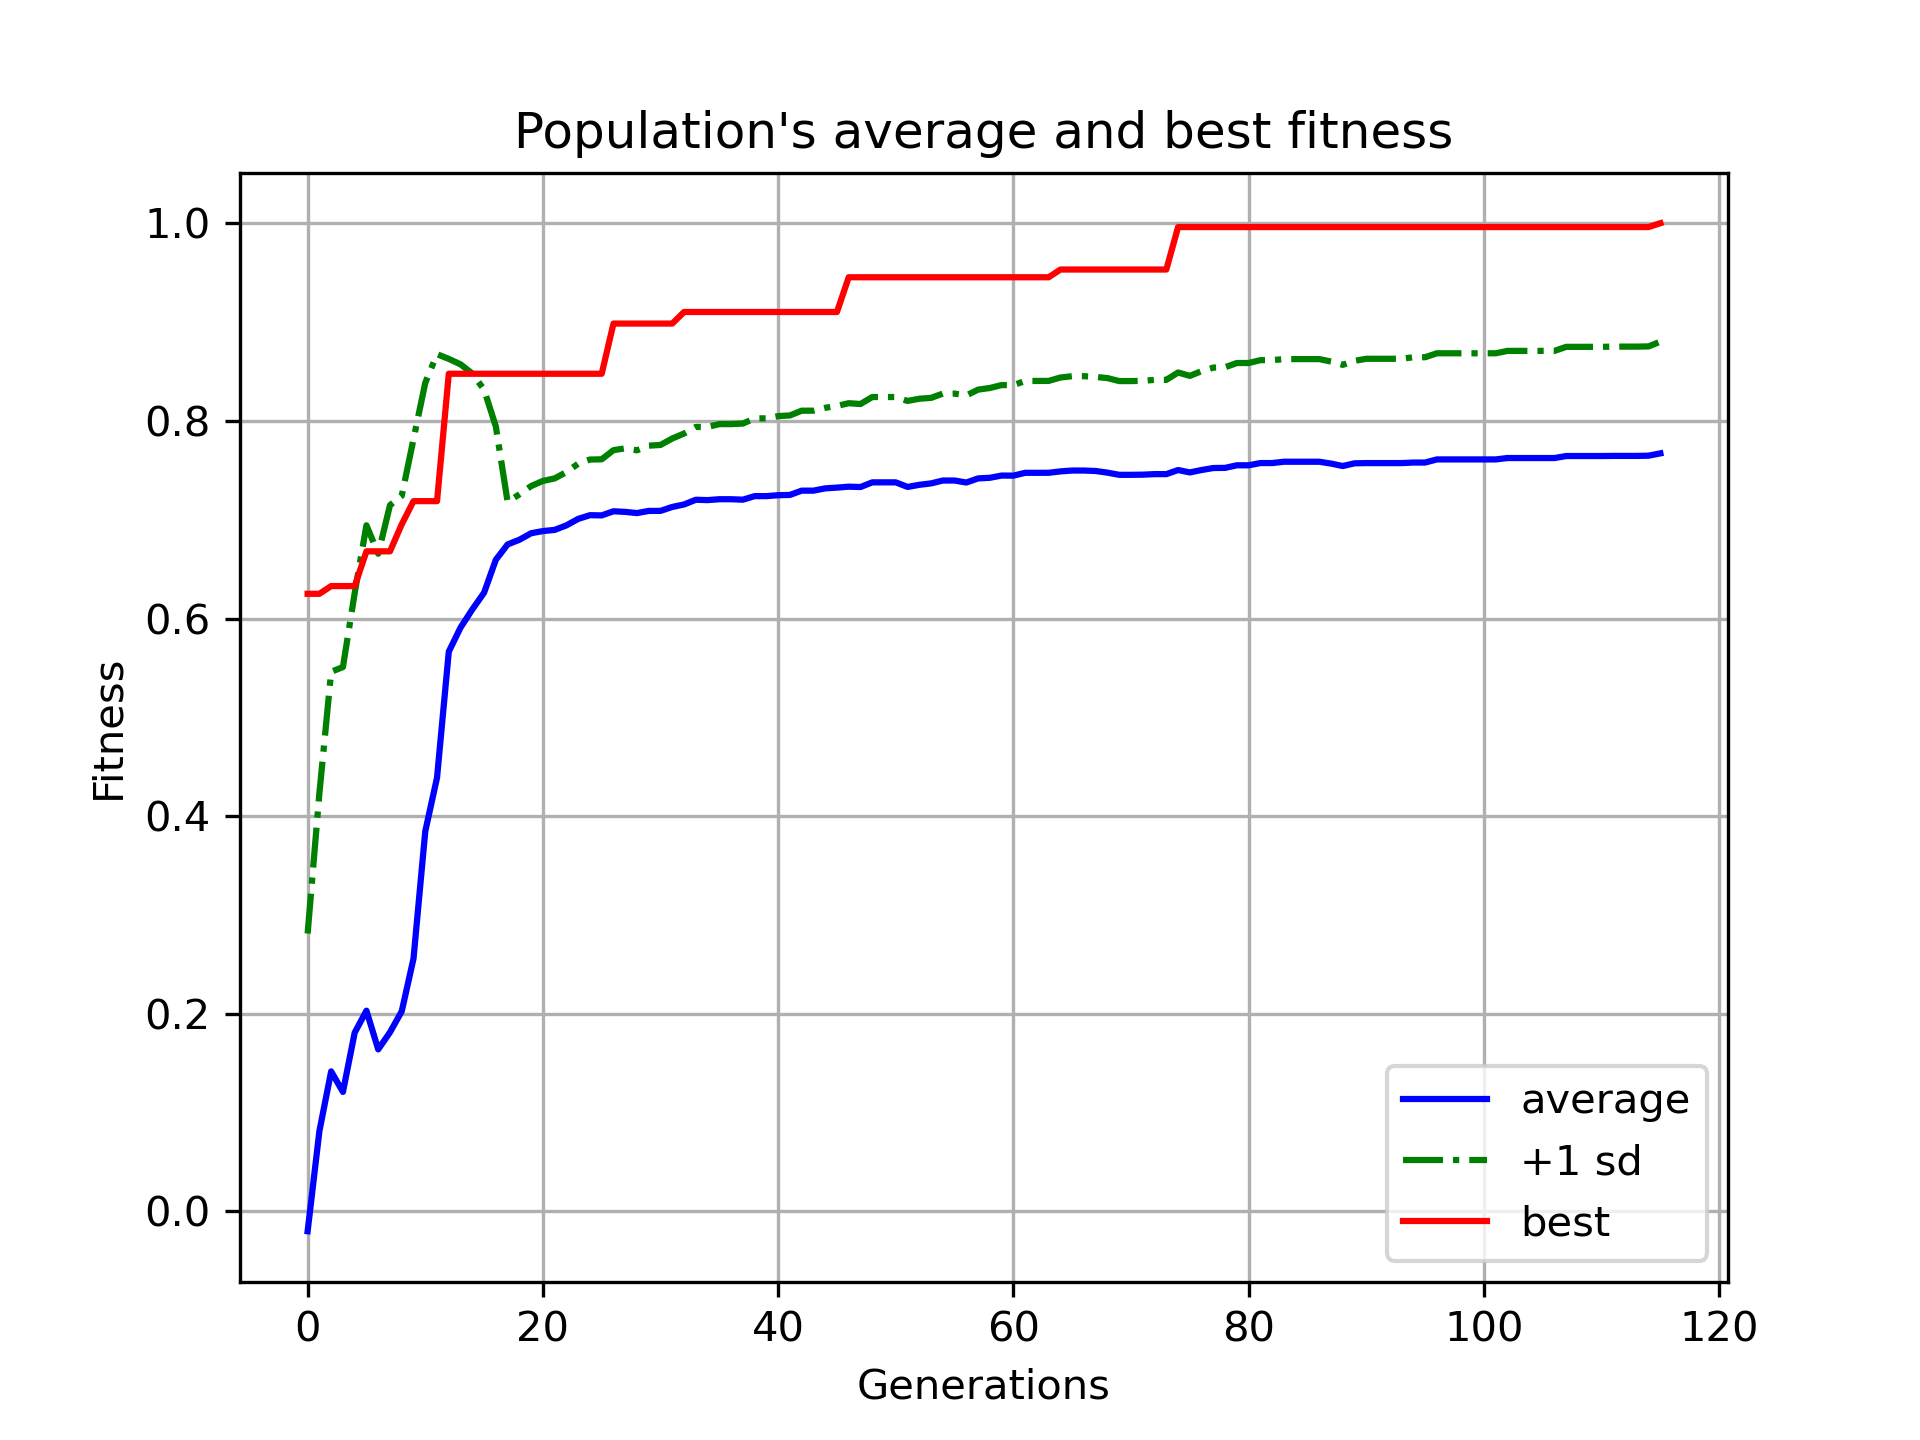 Population's average and best fitness
1.0
0.8
0.6
0.4
0.2
0.0
Fitness
0 20 40 60 80 100 120
Generations
average
+1 sd
best